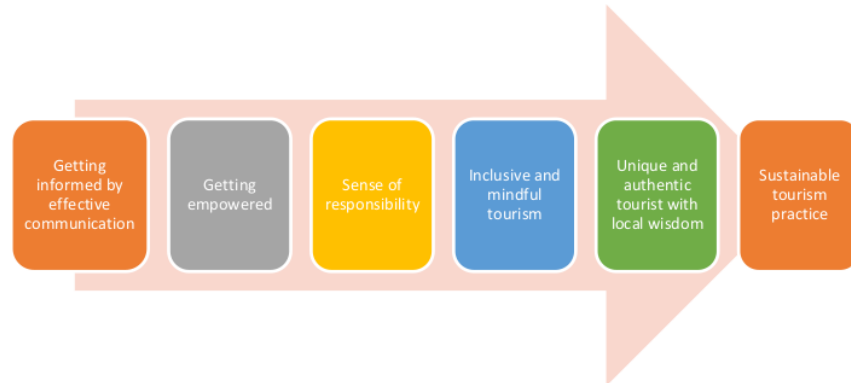 Getting
informed by
effective
communication
Getting
empowered
Sense of
responsibility
Inclusive and
mindful
tourism
Unique and
authentic
tourist with
local wisdom
Sustainable
tourism
practice